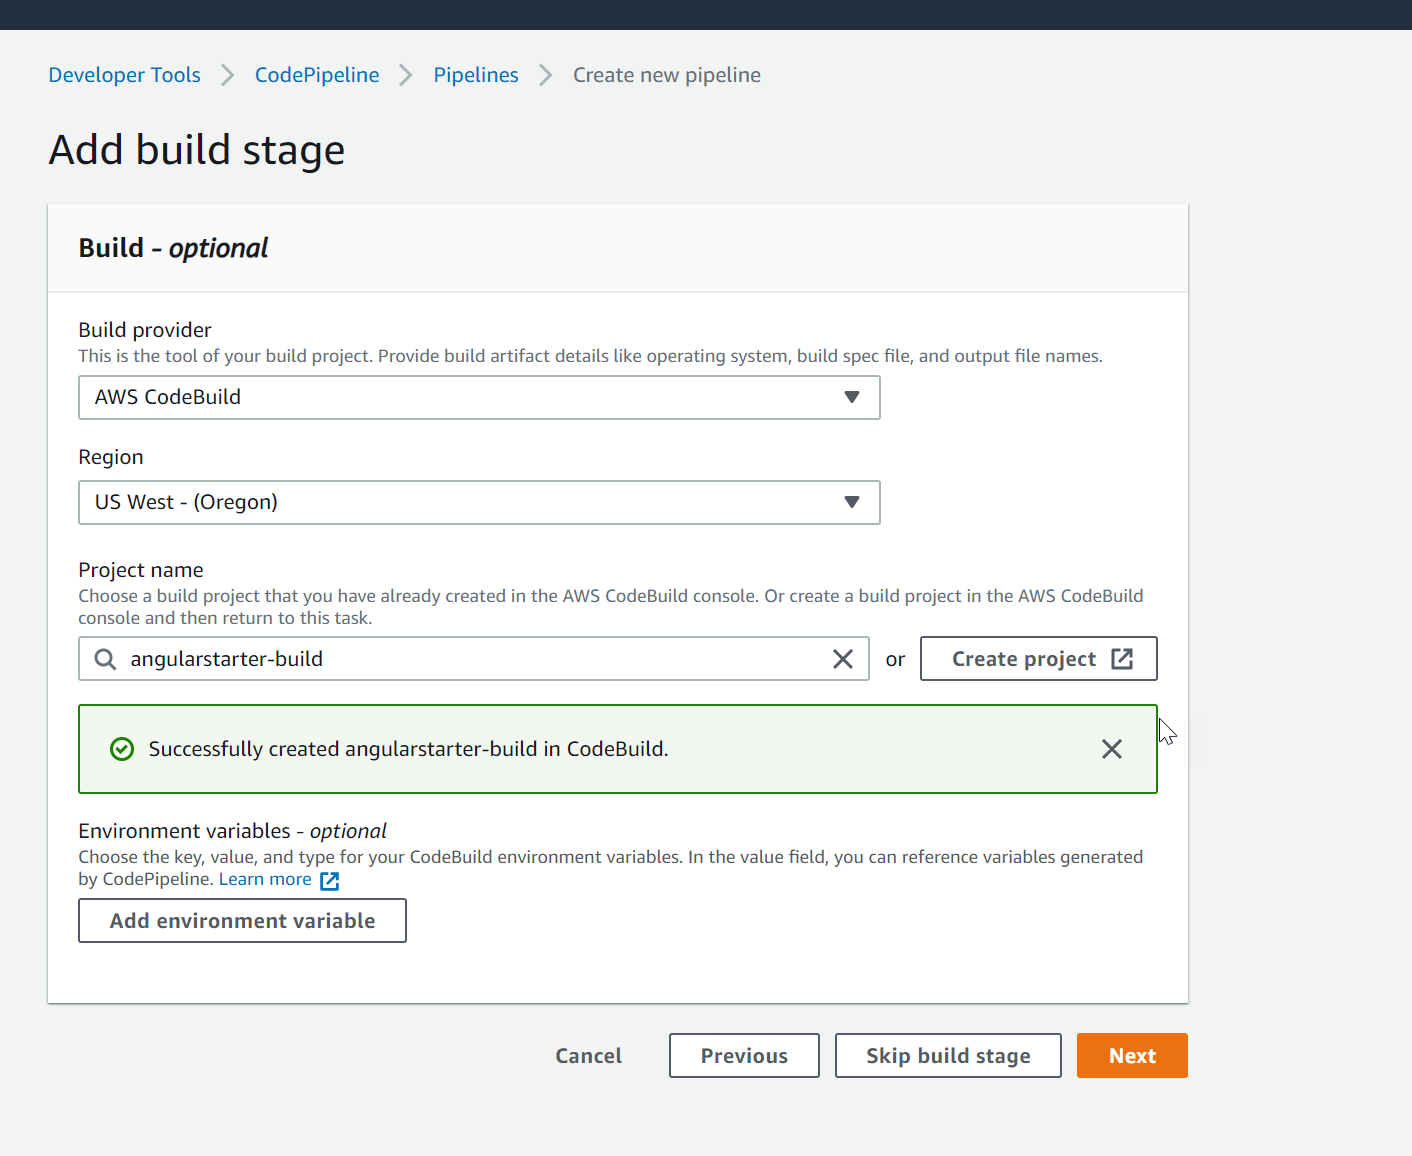 Developer Tools > CodePipeline > Pipelines > Create new pipeline
Add build stage
Build - optional
Build provider
This is the tool of your build project. Provide build artifact details like operating system, build spec file, and output file names.
AWS CodeBuild
Region
US West - (Oregon)
Project name
Choose a build project that you have already created in the AWS CodeBuild console. Or create a build project in the AWS CodeBuild
console and then return to this task.
angularstarter-build or Create project
Successfully created angularstarter-build in CodeBuild.
Environment variables - optional
Choose the key, value, and type for your CodeBuild environment variables. In the value field, you can reference variables generated
by CodePipeline. Learn more
Add environment variable
Cancel Previous Skip build stage Next